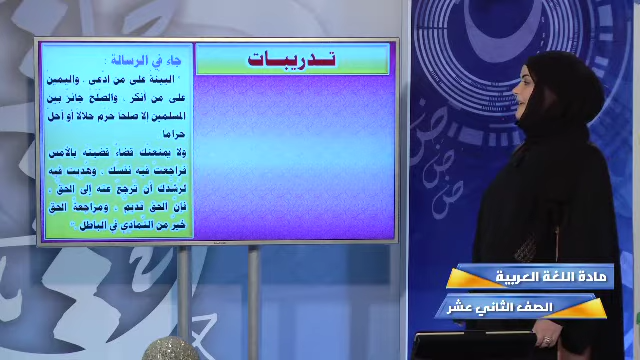 تدريبات
جاء في الرسالة :
" البينة على من ادعى ، واليمين
على من أنكر ، والصلح جائز بين
المسلمين إلا صلحا حرم حلالا أو أحل
حراما
ولا يمنعنك قضاء قضيته بالأمس
فراجعت فيه نفسك ، وهديت فيه
لرشدك أن ترجع عنه إلى الحق ،
فإن الحق قديم ، ومراجعة الحق
خير من التمادي في الباطل "
مادة اللغة العربية
الصف الثاني عشر